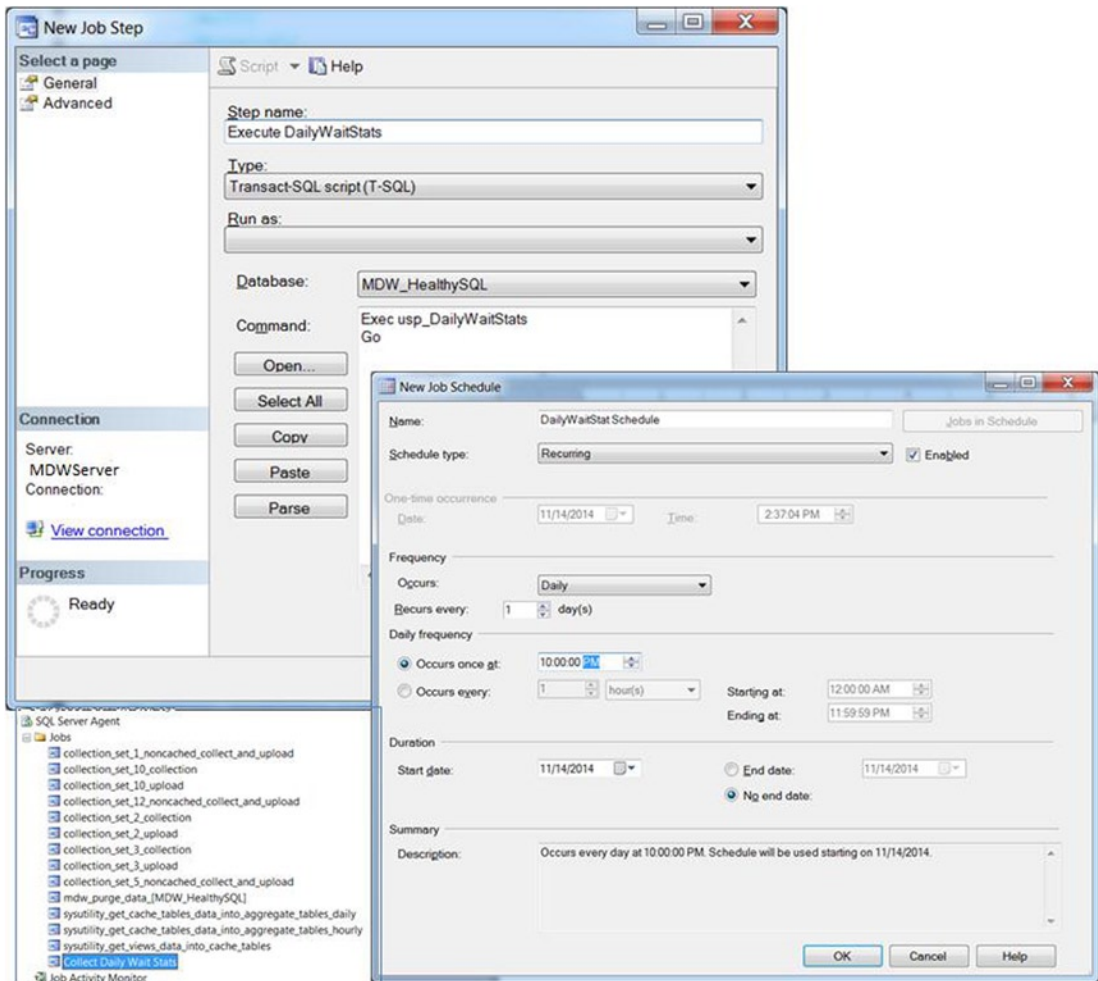 New Job Step
Select a page
General
Advanced
Script
Help
Step name:
Execute DailyWaitStats
Type:
Transact-SQL script (T-SQL)
Run as:
Database:
MDW_HealthySQL
Command:
Exec usp_DailyWaitStats
Go
Open...
Select All
Copy
Paste
Parse
Connection
Server:
MDWServer
Connection:
View connection
Progress
Ready
New Job Schedule
Name:
DailyWaitStat Schedule
Jobs in Schedule
Schedule type:
Recurring
Enabled
One-time occurrence
Date:
11/14/2014
Time:
2:37:04 PM
Frequency
Occurs:
Daily
Recurs every:
1
day(s)
Daily frequency
Occurs once at:
10:00:00 PM
Occurs every:
1
hour(s)
Starting at:
12:00:00 AM
Ending at:
11:59:59 PM
Duration
Start date:
11/14/2014
End date:
11/14/2014
No end date:
Summary
Description:
Occurs every day at 10:00:00 PM. Schedule will be used starting on 11/14/2014.
OK
Cancel
Help
SQL Server Agent
Jobs
collection_set_1_noncached_collect_and_upload
collection_set_10_collection
collection_set_10_upload
collection_set_12_noncached_collect_and_upload
collection_set_2_collection
collection_set_2_upload
collection_set_3_collection
collection_set_3_upload
collection_set_5_noncached_collect_and_upload
mdw_purge_data_[MDW_HealthySQL]
sysutility_get_cache_tables_data_into_aggregate_tables_daily
sysutility_get_cache_tables_data_into_aggregate_tables_hourly
sysutility_get_views_data_into_cache_tables
Collect Daily Wait Stats
Job Activity Monitor